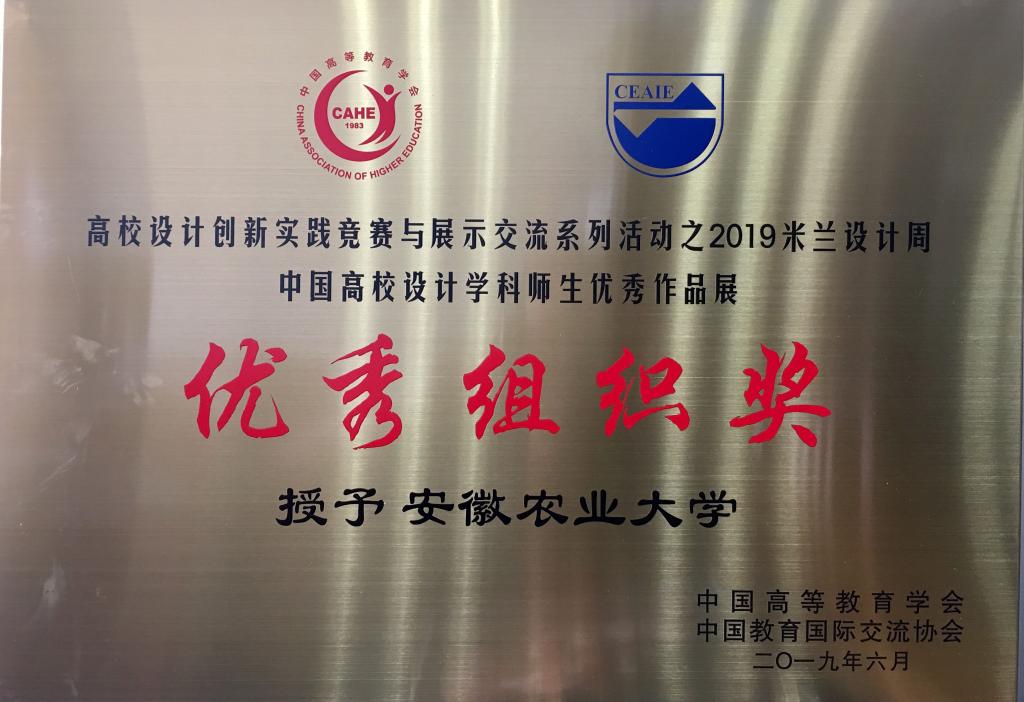 中国高等教育学会
CAHE
1983
CHINA ASSOCIATION OF HIGHER EDUCATION
CEAIE
高校设计创新实践竞赛与展示交流系列活动之2019米兰设计周
中国高校设计学科师生优秀作品展
优秀组织奖
授予 安徽农业大学
中国高等教育学会
中国教育国际交流协会
二〇一九年六月